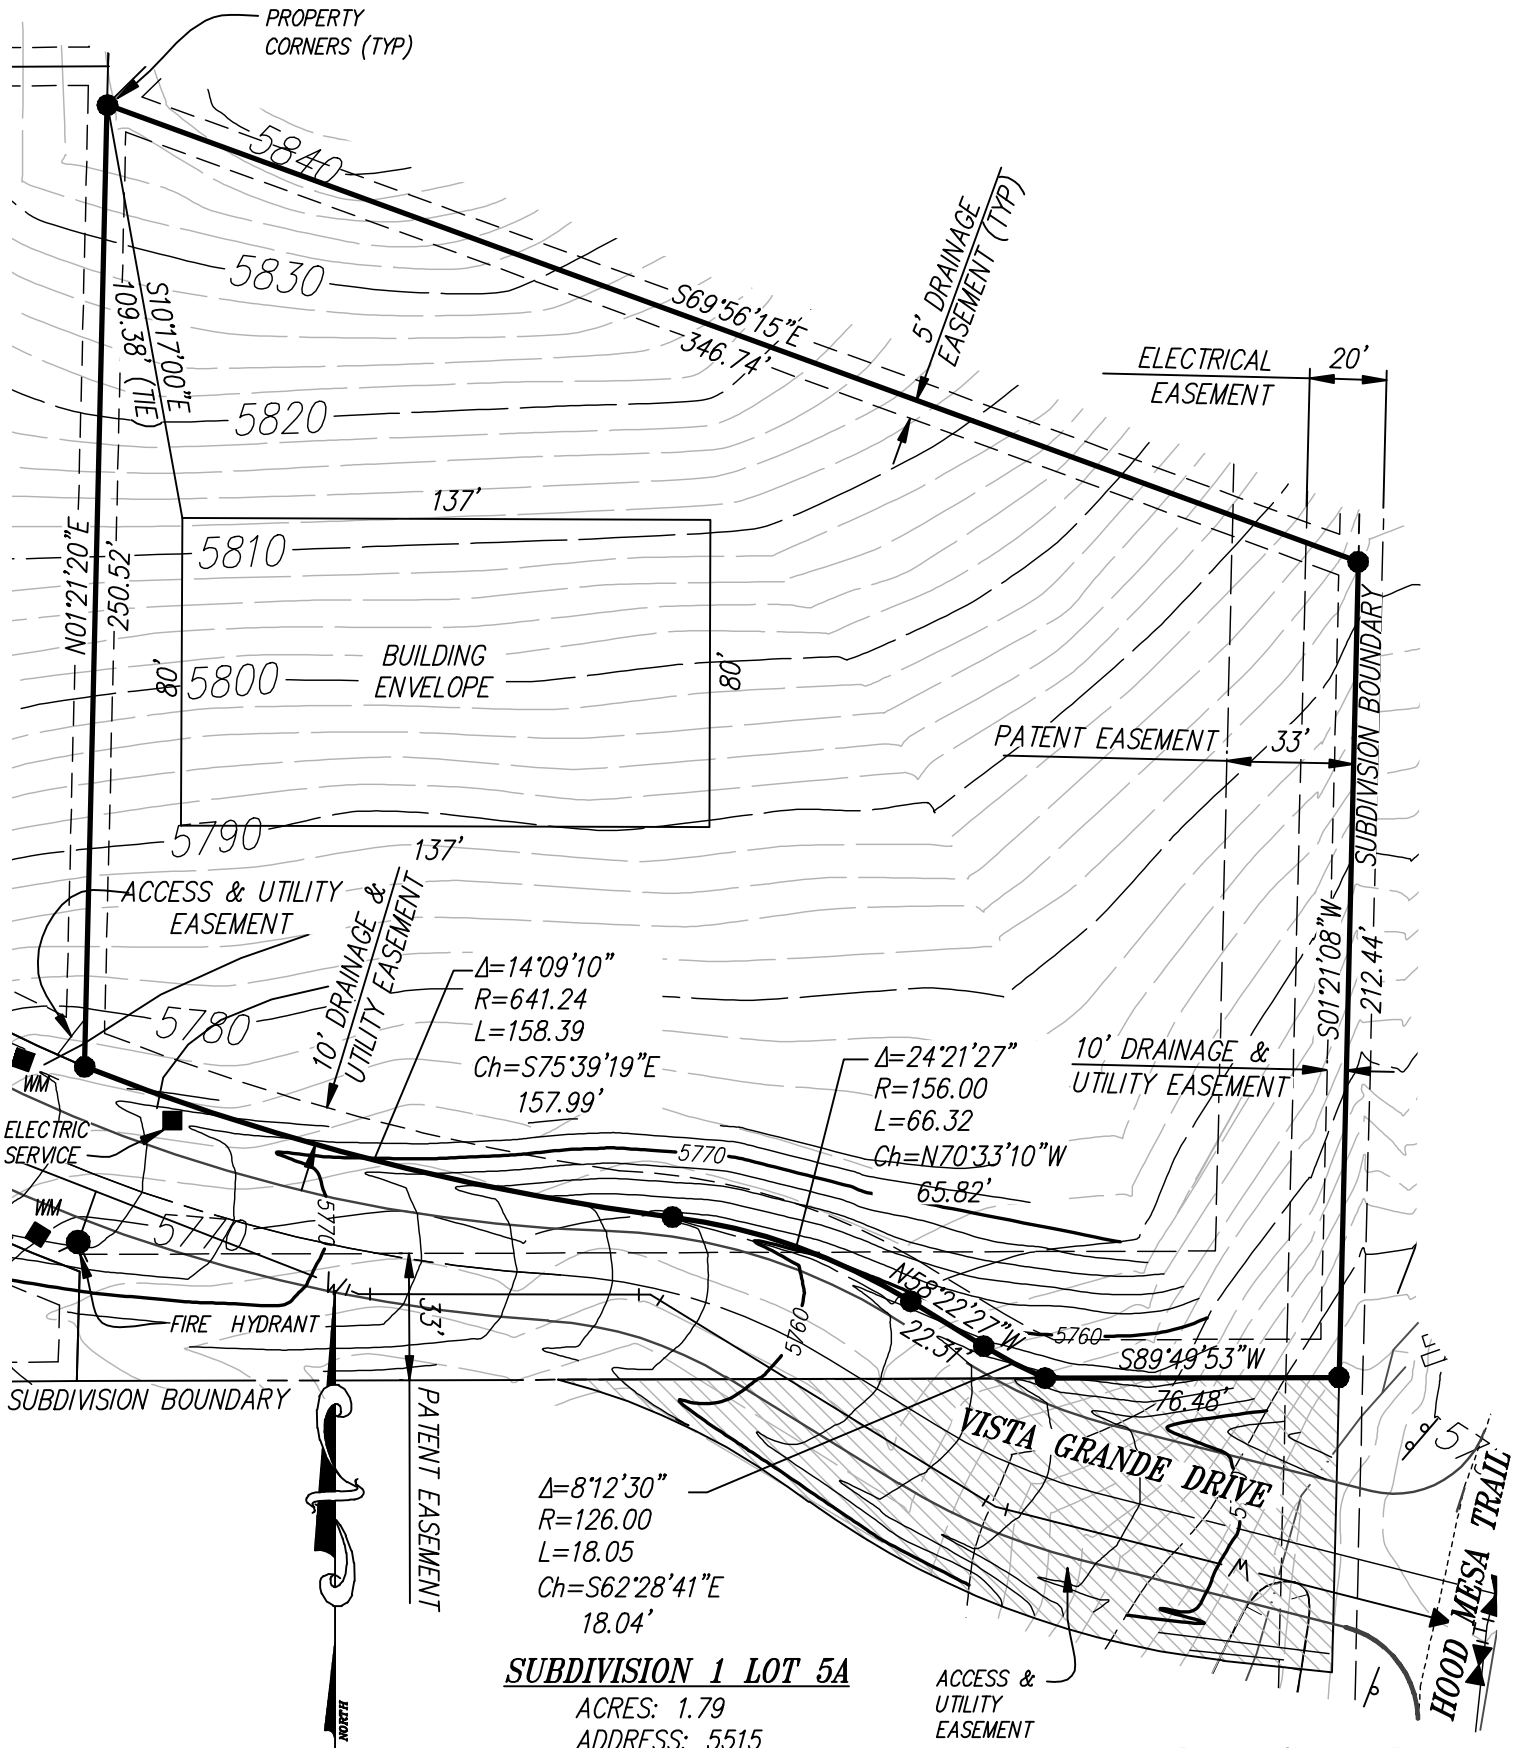 PROPERTY
CORNERS (TYP)
5840
5' DRAINAGE
EASEMENT (TYP)
5830
S10°17'00"E
109.38' (TIE)
S69°56'15"E
346.74'
ELECTRICAL
EASEMENT
20'
5820
137'
N01°21'20"E
250.52'
5810
BUILDING
ENVELOPE
80'
5800
80'
SUBDIVISION BOUNDARY
PATENT EASEMENT
33'
5790
137'
ACCESS & UTILITY
EASEMENT
10' DRAINAGE &
UTILITY EASEMENT
S01°21'08"W
212.44'
Δ=14°09'10"
R=641.24
L=158.39
Ch=S75°39'19"E
157.99'
5780
Δ=24°21'27"
R=156.00
L=66.32
Ch=N70°33'10"W
65.82'
10' DRAINAGE &
UTILITY EASEMENT
WM
ELECTRIC
SERVICE
5770
5770
WM
5770
N58°22'27"W
22.31'
5760
5760
FIRE HYDRANT
33'
S89°49'53"W
76.48'
SUBDIVISION BOUNDARY
PATENT EASEMENT
VISTA GRANDE DRIVE
57
5
W
W
HOOD MESA TRAIL
Δ=8°12'30"
R=126.00
L=18.05
Ch=S62°28'41"E
18.04'
SUBDIVISION 1 LOT 5A
ACRES: 1.79
ADDRESS: 5515
ACCESS &
UTILITY
EASEMENT
NORTH